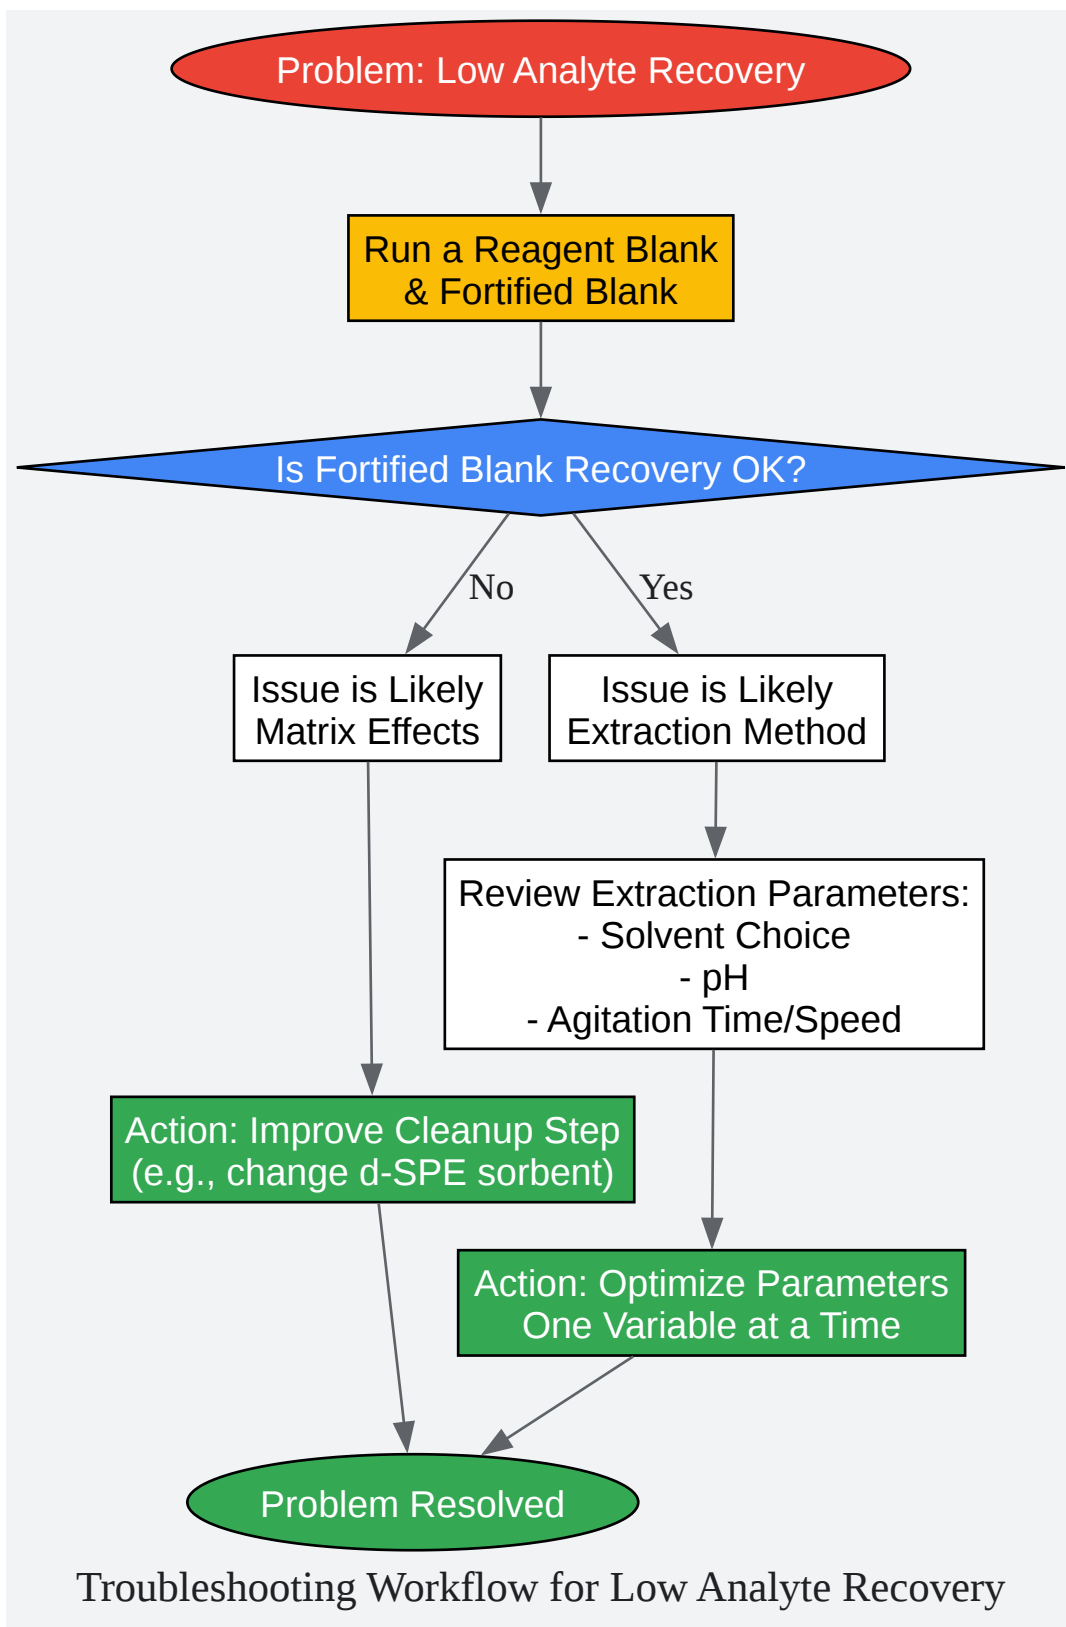 Problem: Low Analyte Recovery
Run a Reagent Blank
& Fortified Blank
Is Fortified Blank Recovery OK?
No
Yes
Issue is Likely
Matrix Effects
Issue is Likely
Extraction Method
Review Extraction Parameters:
- Solvent Choice
- pH
- Agitation Time/Speed
Action: Improve Cleanup Step
(e.g., change d-SPE sorbent)
Action: Optimize Parameters
One Variable at a Time
Problem Resolved
Troubleshooting Workflow for Low Analyte Recovery